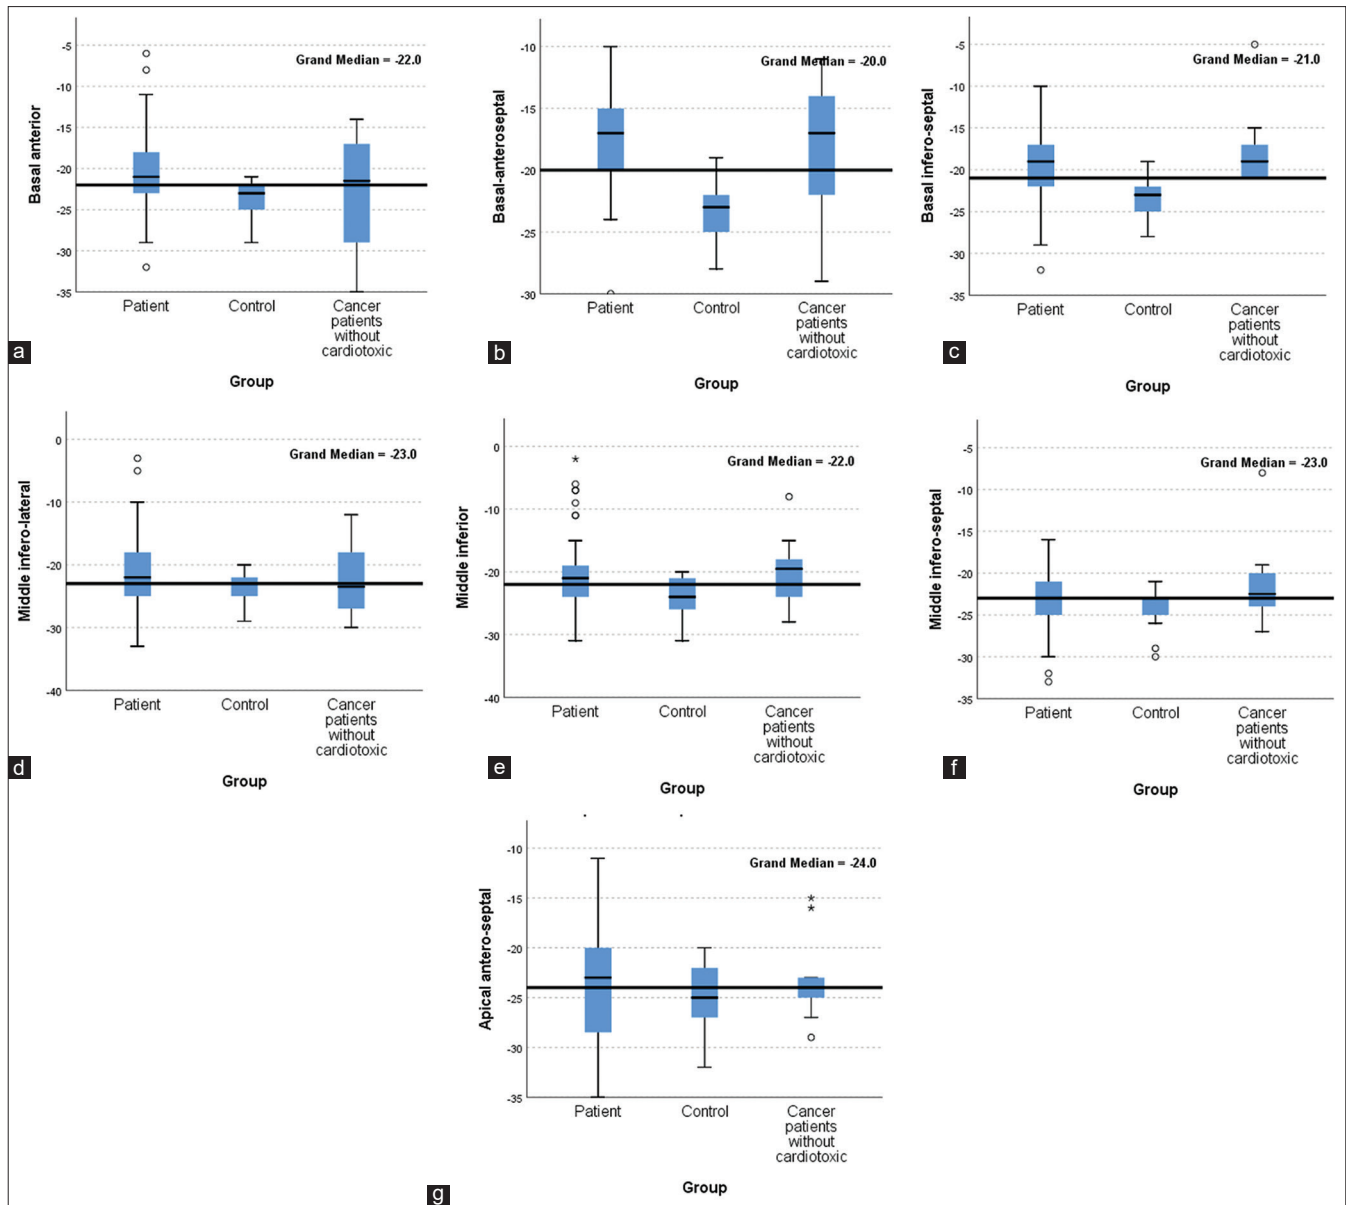 Basal anterior
-5
-10
-15
-20
-25
-30
-35
Grand Median = -22.0
Patient
Control
Cancer
patients
without
cardiotoxic
Group
a
Basal-anteroseptal
-10
-15
-20
-25
-30
Grand Median = -20.0
Patient
Control
Cancer
patients
without
cardiotoxic
Group
b
Basal infero-septal
-5
-10
-15
-20
-25
-30
-35
Grand Median = -21.0
Patient
Control
Cancer
patients
without
cardiotoxic
Group
c
Middle infero-lateral
0
-10
-20
-30
-40
Grand Median = -23.0
Patient
Control
Cancer
patients
without
cardiotoxic
Group
d
Middle inferior
0
-10
-20
-30
-40
Grand Median = -22.0
Patient
Control
Cancer
patients
without
cardiotoxic
Group
e
Middle infero-septal
-5
-10
-15
-20
-25
-30
-35
Grand Median = -23.0
Patient
Control
Cancer
patients
without
cardiotoxic
Group
f
Apical antero-septal
-10
-15
-20
-25
-30
-35
Grand Median = -24.0
Patient
Control
Cancer
patients
without
cardiotoxic
Group
g